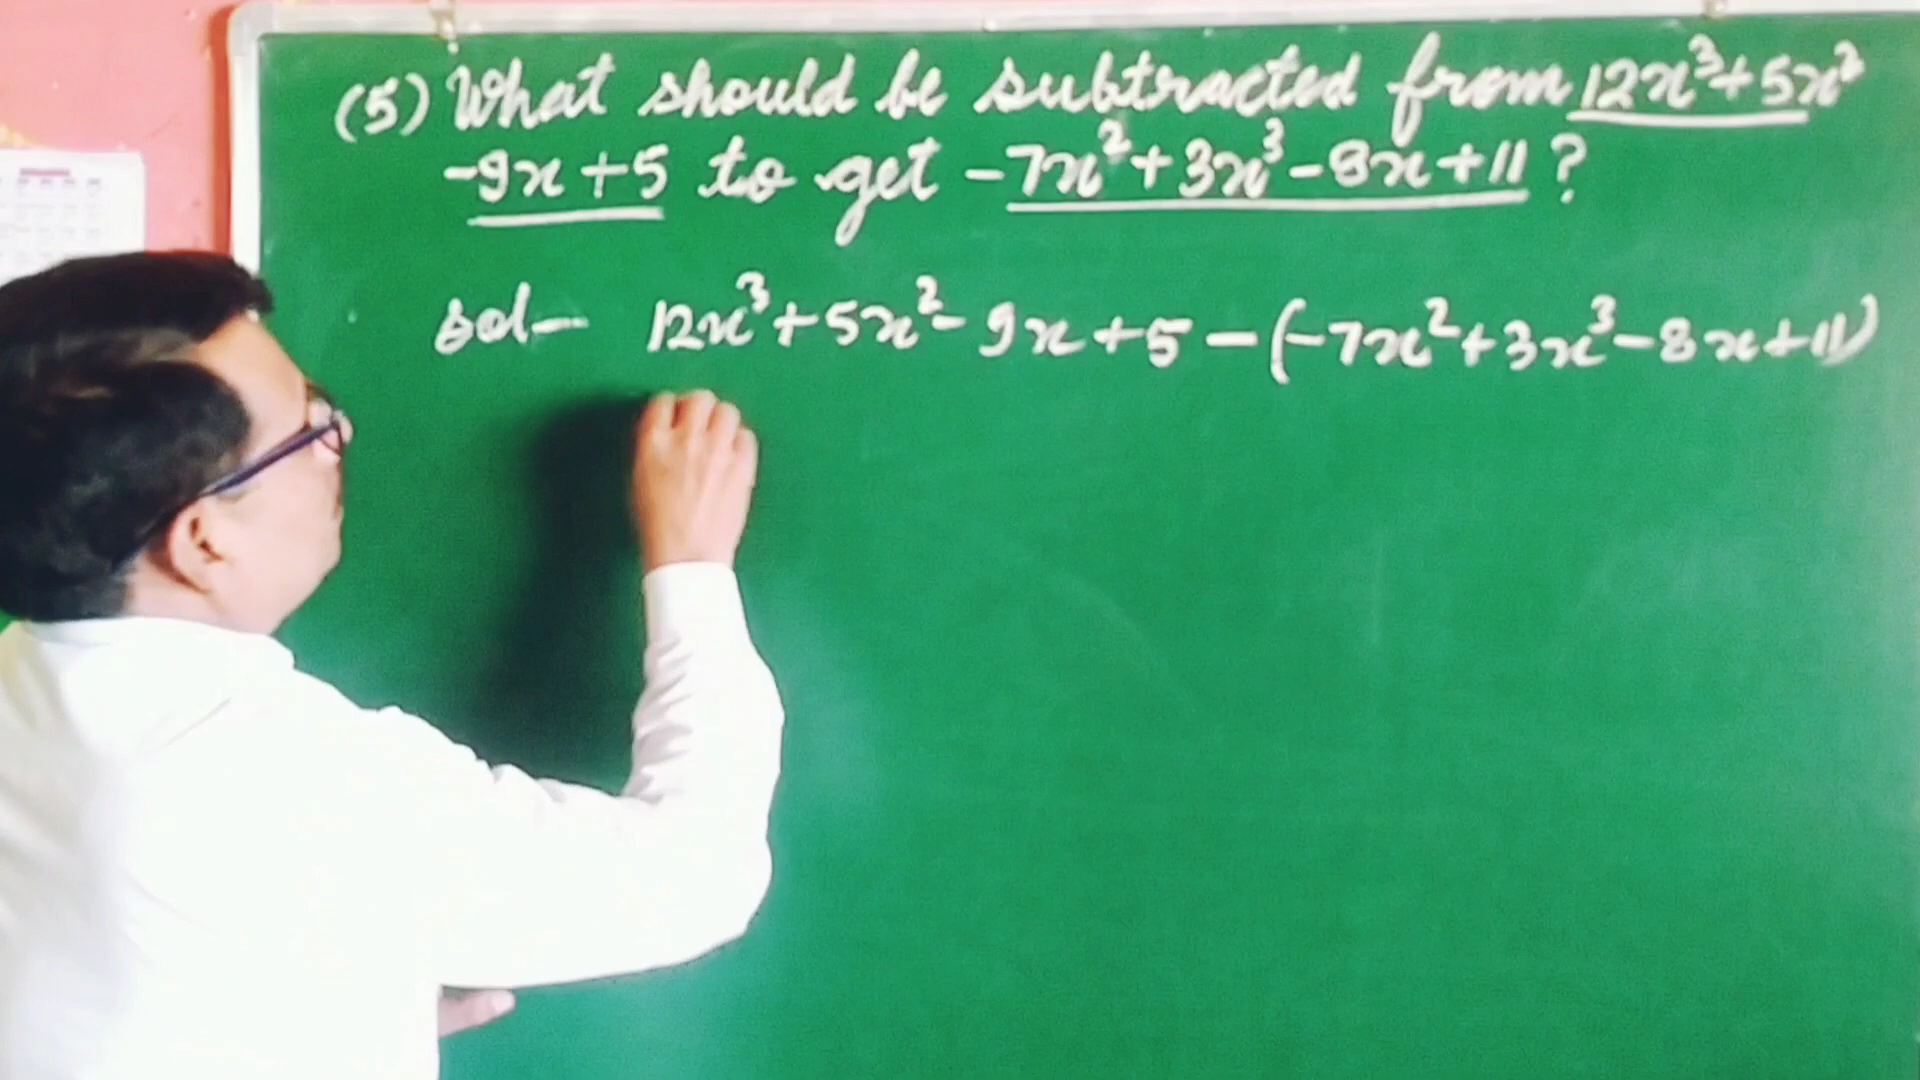 (5) What should be subtracted from 12x³+5x²
-9x+5 to get -7x²+3x³-8x+11 ?
sol- 12x³+5x²-9x+5-(-7x²+3x³-8x+11)